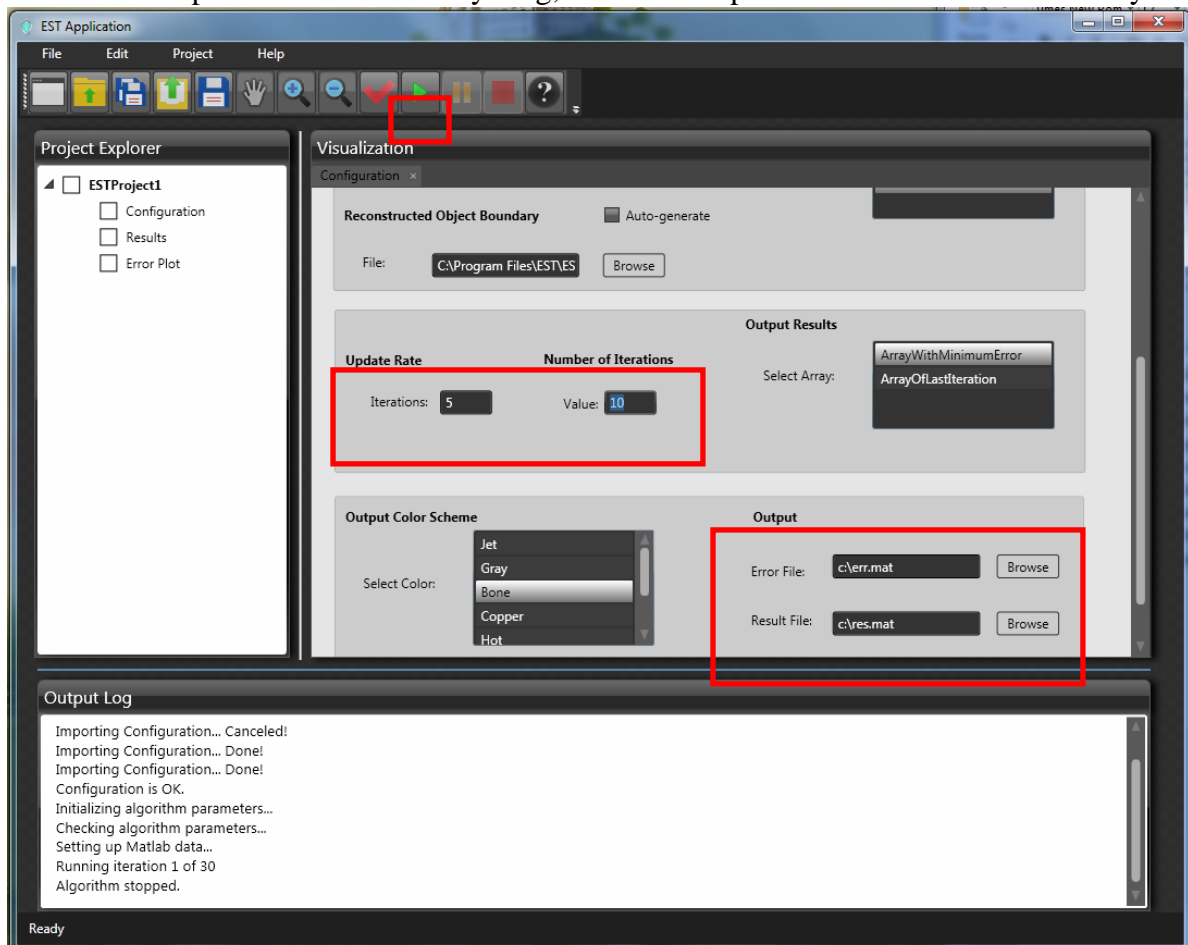 EST Application
File Edit Project Help
Project Explorer
ESTProject1
Configuration
Results
Error Plot
Visualization
Configuration ×
Reconstructed Object Boundary Auto-generate
File: C:\Program Files\EST\ES Browse
Output Results
Update Rate Number of Iterations
ArrayWithMinimumError
Select Array:
ArrayOfLastIteration
Iterations: 5 Value: 10
Output Color Scheme Output
Jet
Gray
Select Color:
Bone
Copper
Hot
Error File: c:\err.mat Browse
Result File: c:\res.mat Browse
Output Log
Importing Configuration... Canceled!
Importing Configuration... Done!
Importing Configuration... Done!
Configuration is OK.
Initializing algorithm parameters...
Checking algorithm parameters...
Setting up Matlab data...
Running iteration 1 of 30
Algorithm stopped.
Ready